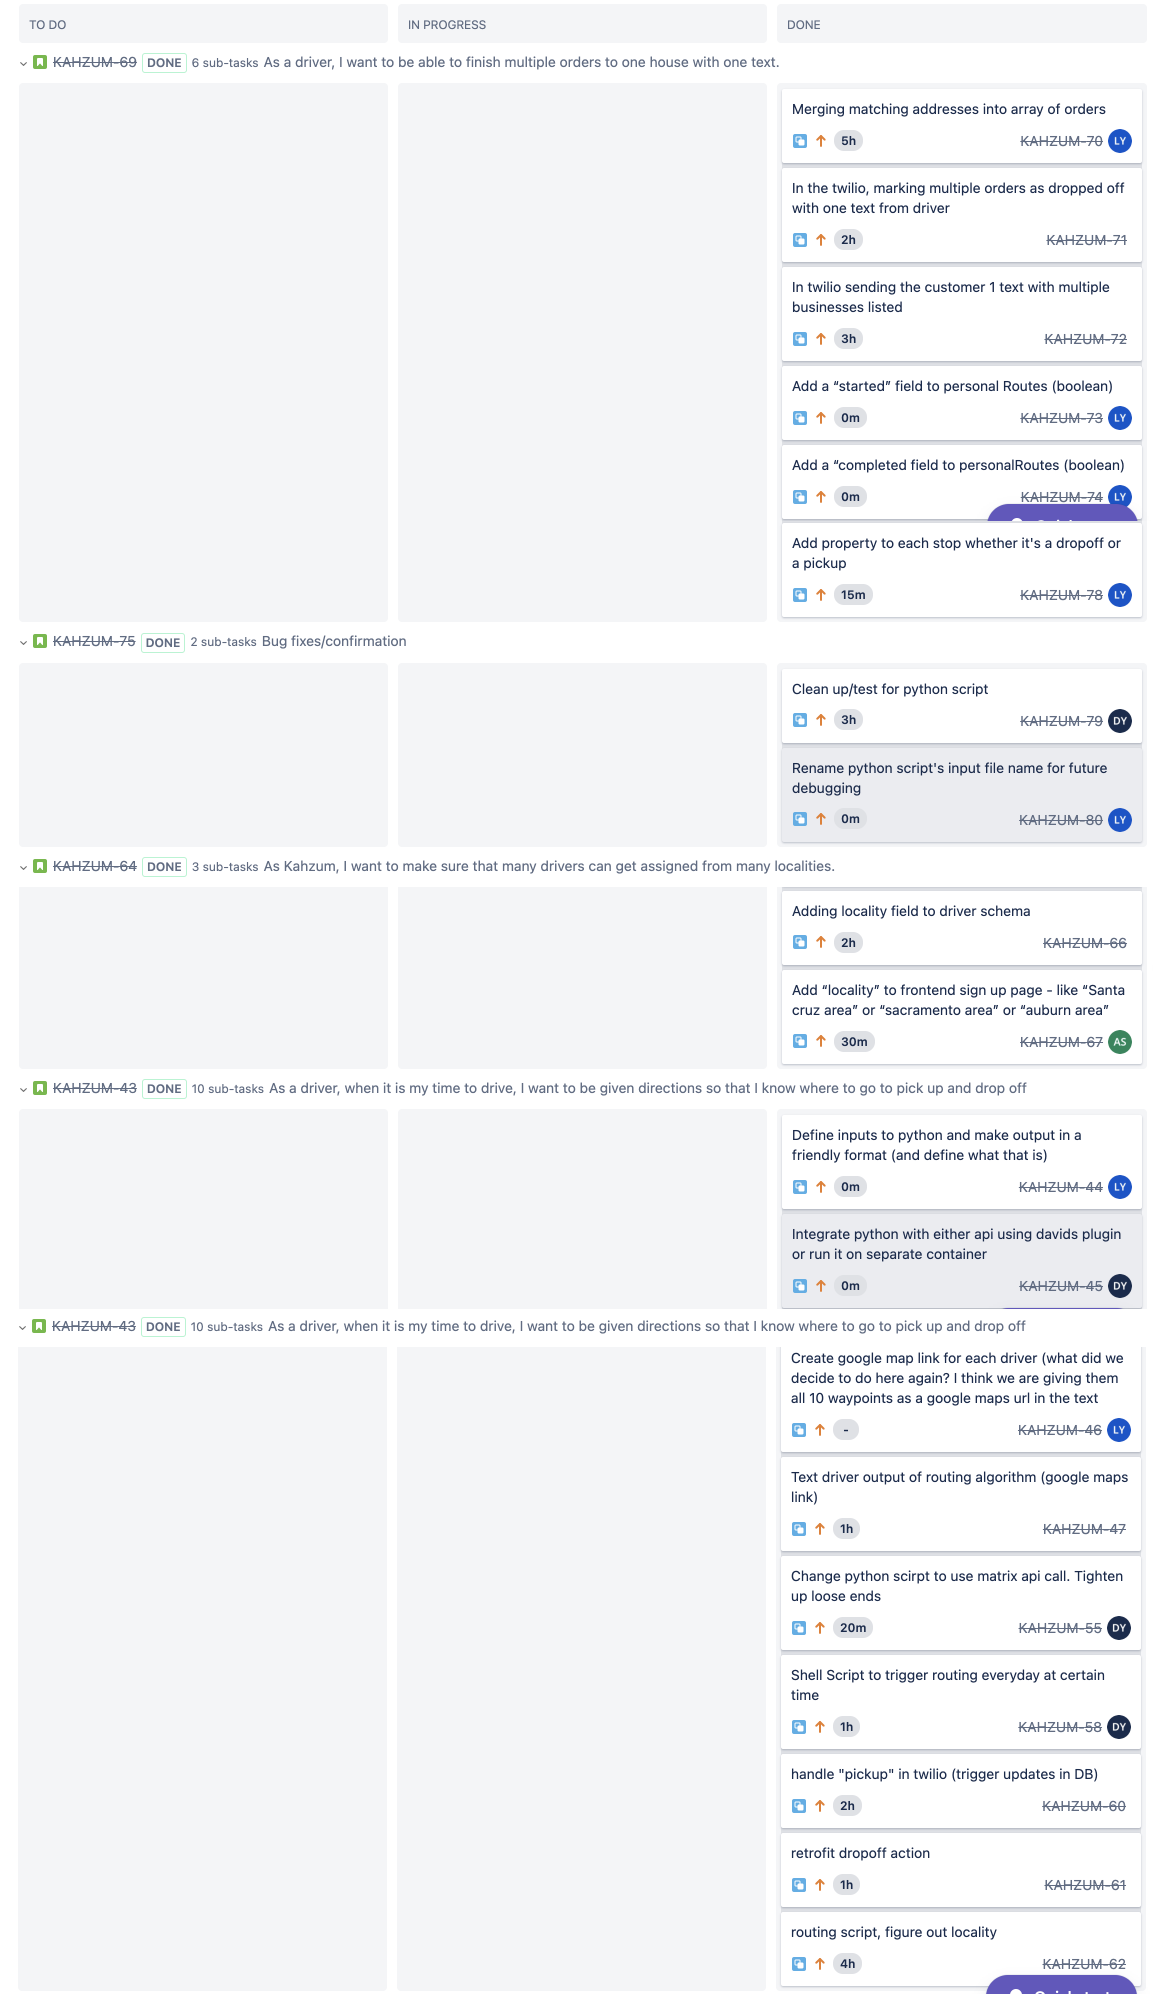 TO DO
IN PROGRESS
DONE
KAHZUM-69 DONE 6 sub-tasks As a driver, I want to be able to finish multiple orders to one house with one text.
Merging matching addresses into array of orders
5h KAHZUM-70 LY
In the twilio, marking multiple orders as dropped off
with one text from driver
2h KAHZUM-71
In twilio sending the customer 1 text with multiple
businesses listed
3h KAHZUM-72
Add a “started” field to personal Routes (boolean)
0m KAHZUM-73 LY
Add a “completed field to personalRoutes (boolean)
0m KAHZUM-74 LY
Add property to each stop whether it's a dropoff or
a pickup
15m KAHZUM-78 LY
KAHZUM-75 DONE 2 sub-tasks Bug fixes/confirmation
Clean up/test for python script
3h KAHZUM-79 DY
Rename python script's input file name for future
debugging
0m KAHZUM-80 LY
KAHZUM-64 DONE 3 sub-tasks As Kahzum, I want to make sure that many drivers can get assigned from many localities.
Adding locality field to driver schema
2h KAHZUM-66
Add “locality” to frontend sign up page - like “Santa
cruz area” or “sacramento area” or “auburn area”
30m KAHZUM-67 AS
KAHZUM-43 DONE 10 sub-tasks As a driver, when it is my time to drive, I want to be given directions so that I know where to go to pick up and drop off
Define inputs to python and make output in a
friendly format (and define what that is)
0m KAHZUM-44 LY
Integrate python with either api using davids plugin
or run it on separate container
0m KAHZUM-45 DY
KAHZUM-43 DONE 10 sub-tasks As a driver, when it is my time to drive, I want to be given directions so that I know where to go to pick up and drop off
Create google map link for each driver (what did we
decide to do here again? I think we are giving them
all 10 waypoints as a google maps url in the text
- KAHZUM-46 LY
Text driver output of routing algorithm (google maps
link)
1h KAHZUM-47
Change python scirpt to use matrix api call. Tighten
up loose ends
20m KAHZUM-55 DY
Shell Script to trigger routing everyday at certain
time
1h KAHZUM-58 DY
handle "pickup" in twilio (trigger updates in DB)
2h KAHZUM-60
retrofit dropoff action
1h KAHZUM-61
routing script, figure out locality
4h KAHZUM-62